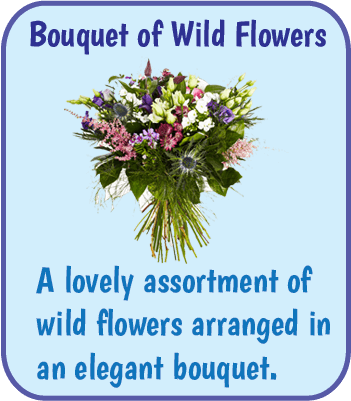 Bouquet of Wild Flowers
A lovely assortment of
wild flowers arranged in
an elegant bouquet.